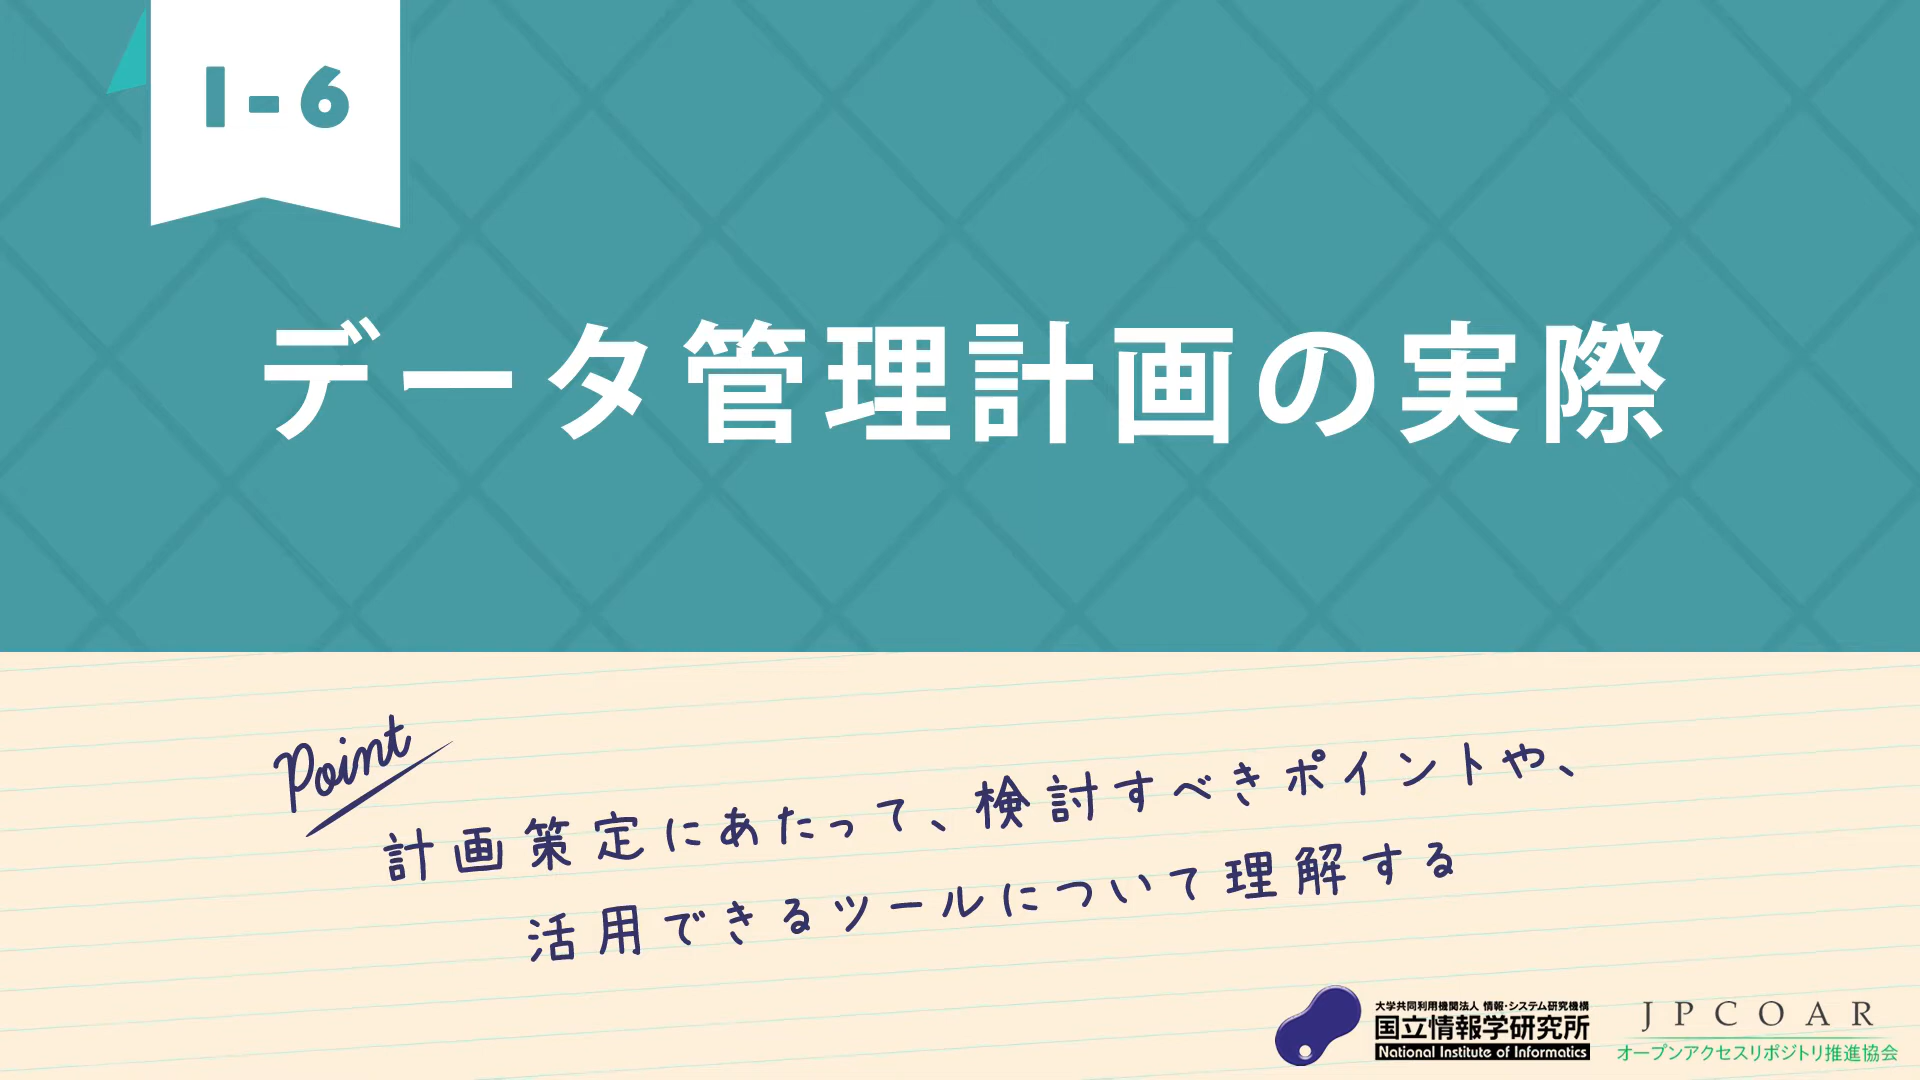 1-6
データ管理計画の実際
Point
計画策定にあたって、検討すべきポイントや、
活用できるツールについて理解する
大学共同利用機関法人 情報・システム研究機構
国立情報学研究所
National Institute of Informatics
JPCOAR
オープンアクセスリポジトリ推進協会